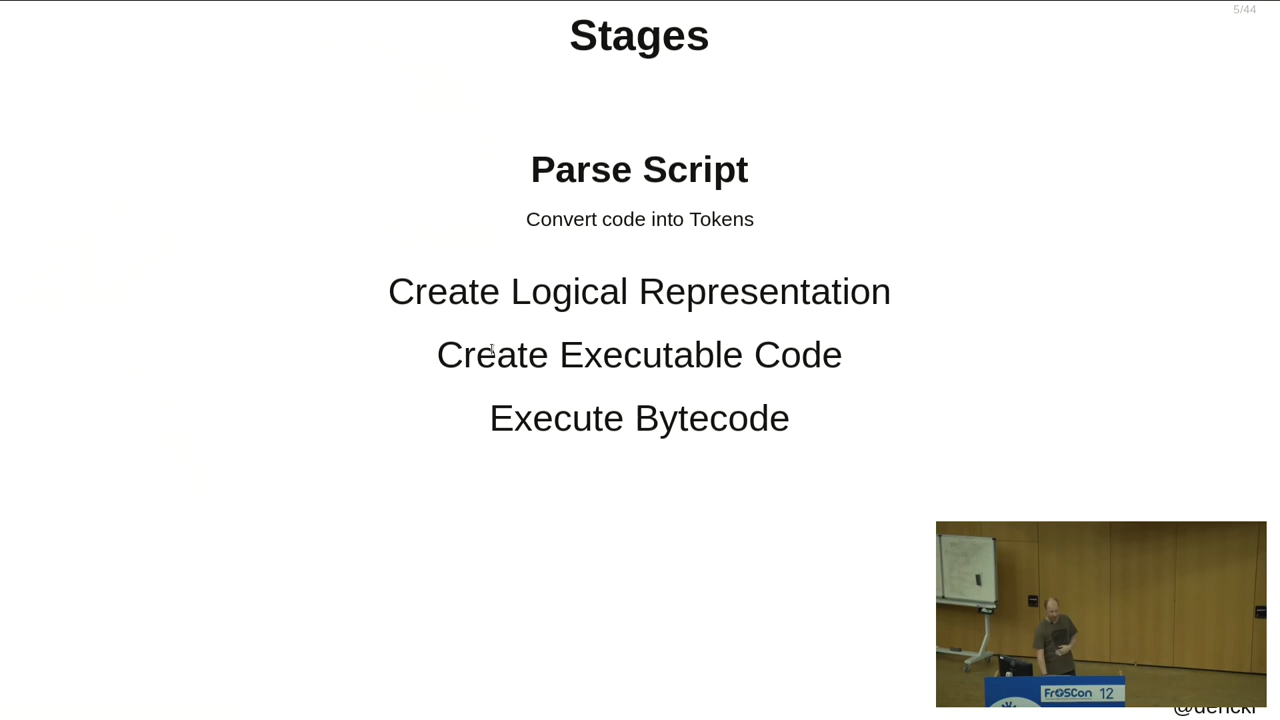 5/44
Stages
Parse Script
Convert code into Tokens
Create Logical Representation
Create Executable Code
Execute Bytecode
FrOSCon 12